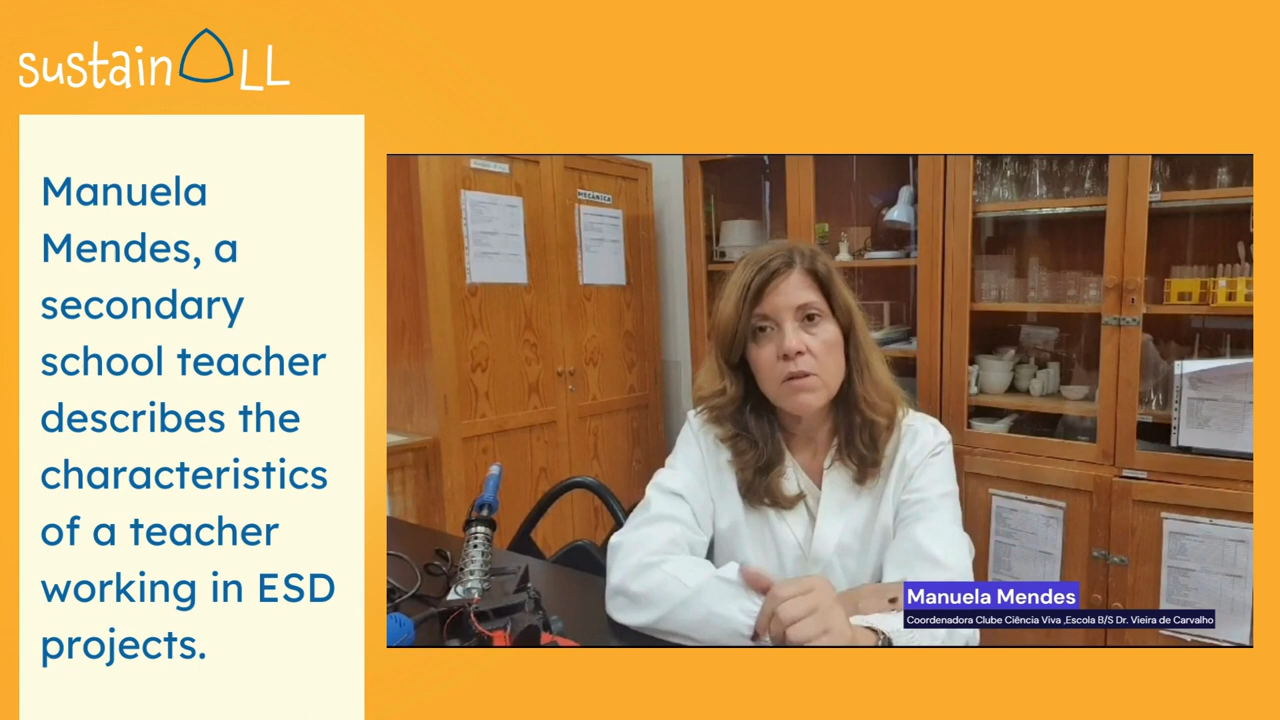 sustainALL
Manuela
Mendes, a
secondary
school teacher
describes the
characteristics
of a teacher
working in ESD
projects.
MECÂNICA
Manuela Mendes
Coordenadora Clube Ciência Viva ,Escola B/S Dr. Vieira de Carvalho